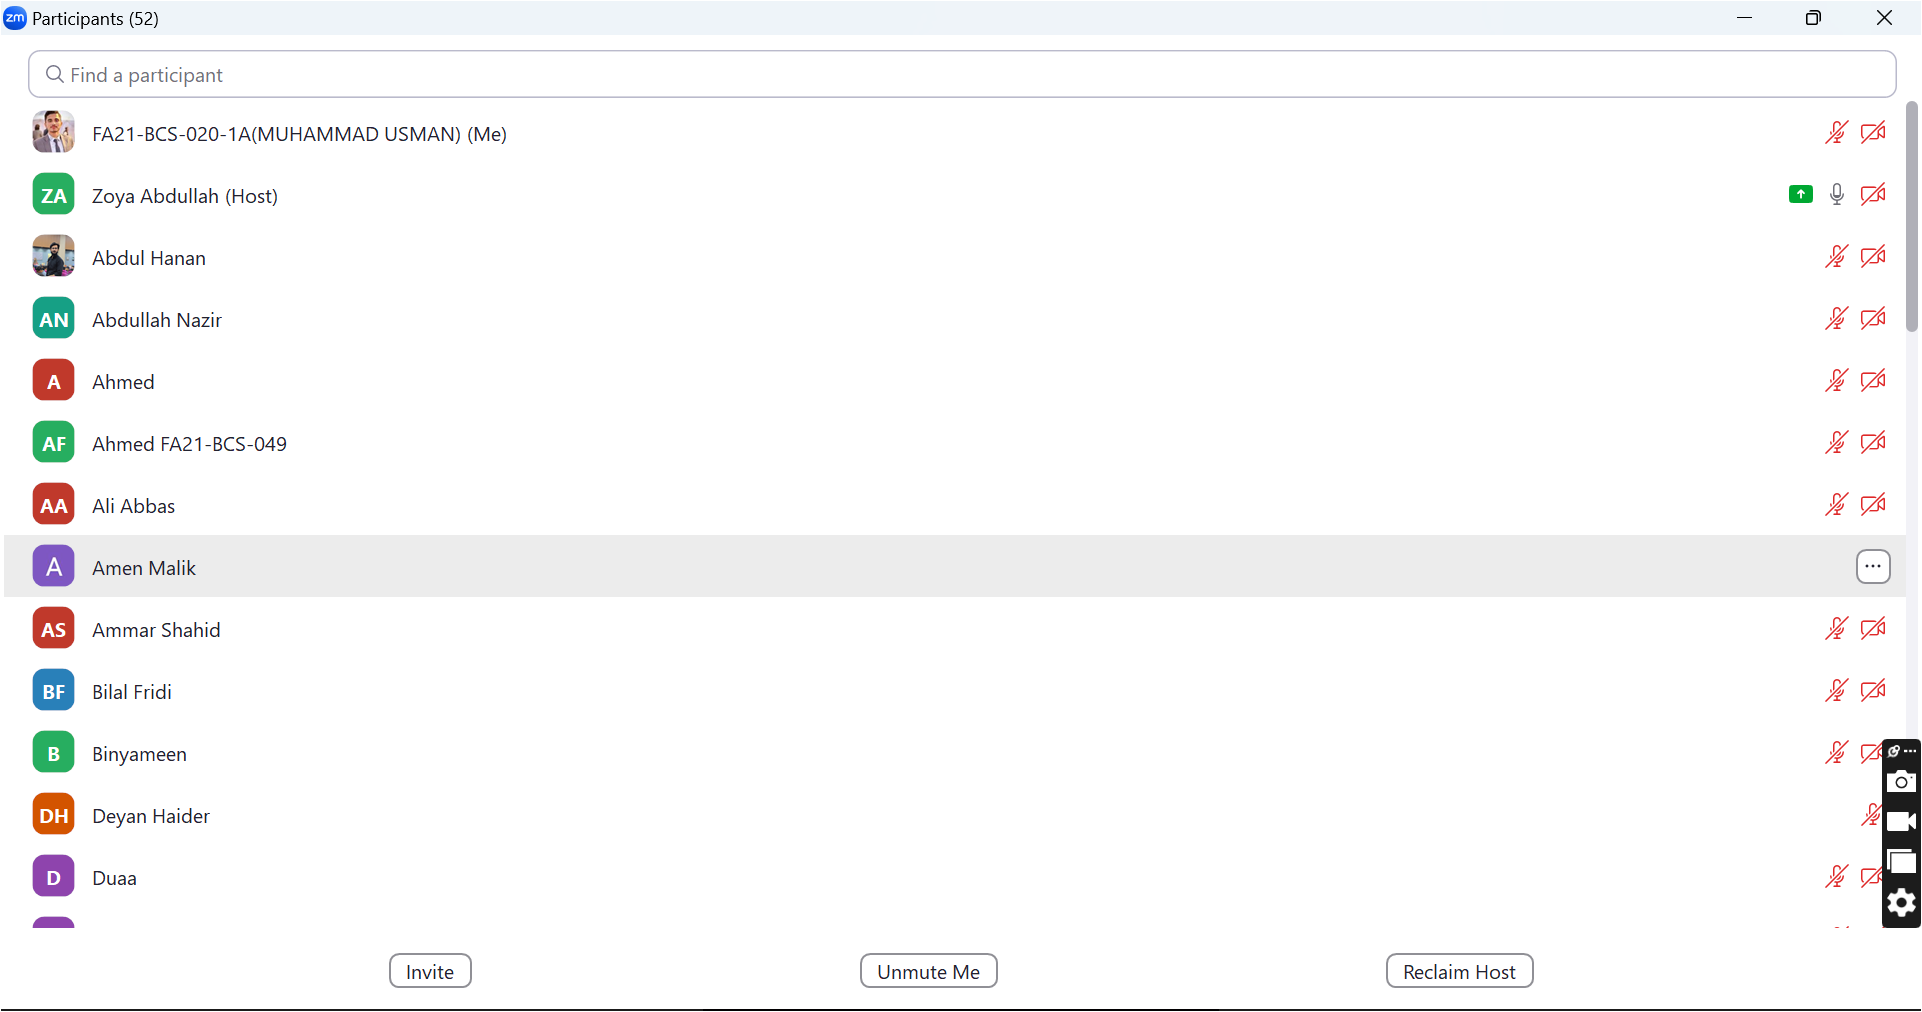 zm Participants (52)
Find a participant
FA21-BCS-020-1A(MUHAMMAD USMAN) (Me)
ZA Zoya Abdullah (Host)
Abdul Hanan
AN Abdullah Nazir
A Ahmed
AF Ahmed FA21-BCS-049
AA Ali Abbas
A Amen Malik
AS Ammar Shahid
BF Bilal Fridi
B Binyameen
DH Deyan Haider
D Duaa
Invite Unmute Me Reclaim Host